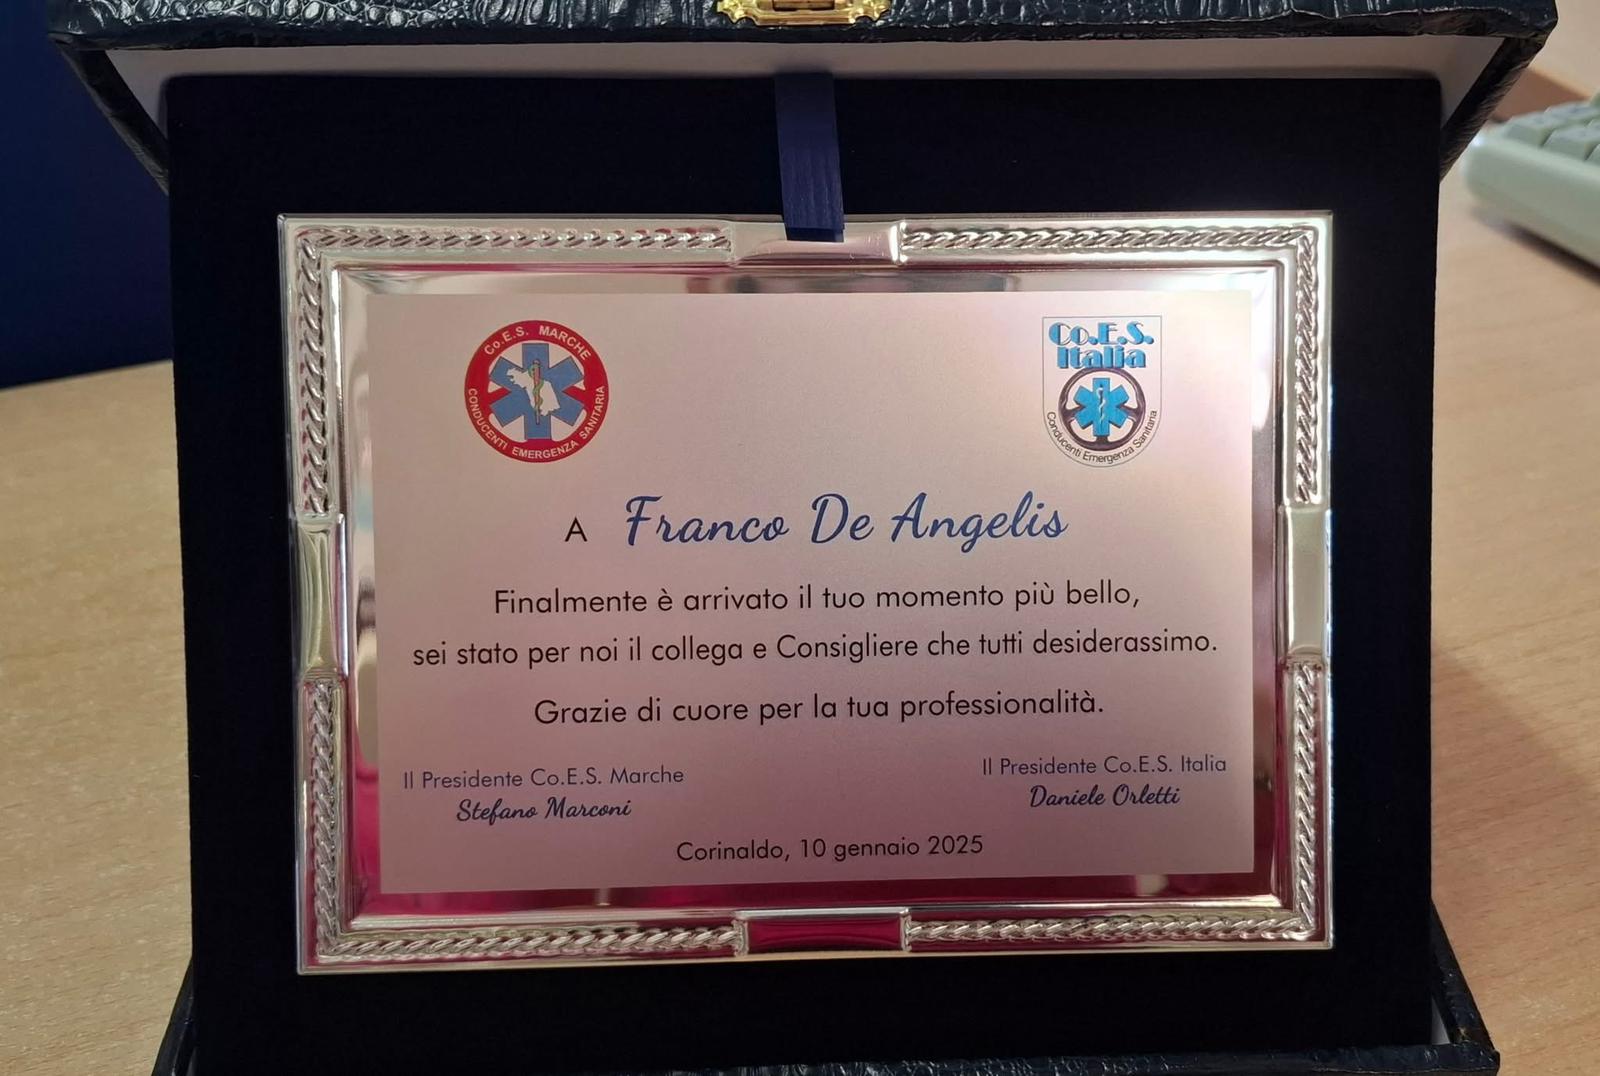 Co.E.S. MARCHE
CONDUCENTI EMERGENZA SANITARIA
Co.E.S.
Italia
Conducenti Emergenza Sanitaria
A Franco De Angelis
Finalmente è arrivato il tuo momento più bello,
sei stato per noi il collega e Consigliere che tutti desiderassimo.
Grazie di cuore per la tua professionalità.
Il Presidente Co.E.S. Marche
Stefano Marconi
Il Presidente Co.E.S. Italia
Daniele Orletti
Corinaldo, 10 gennaio 2025